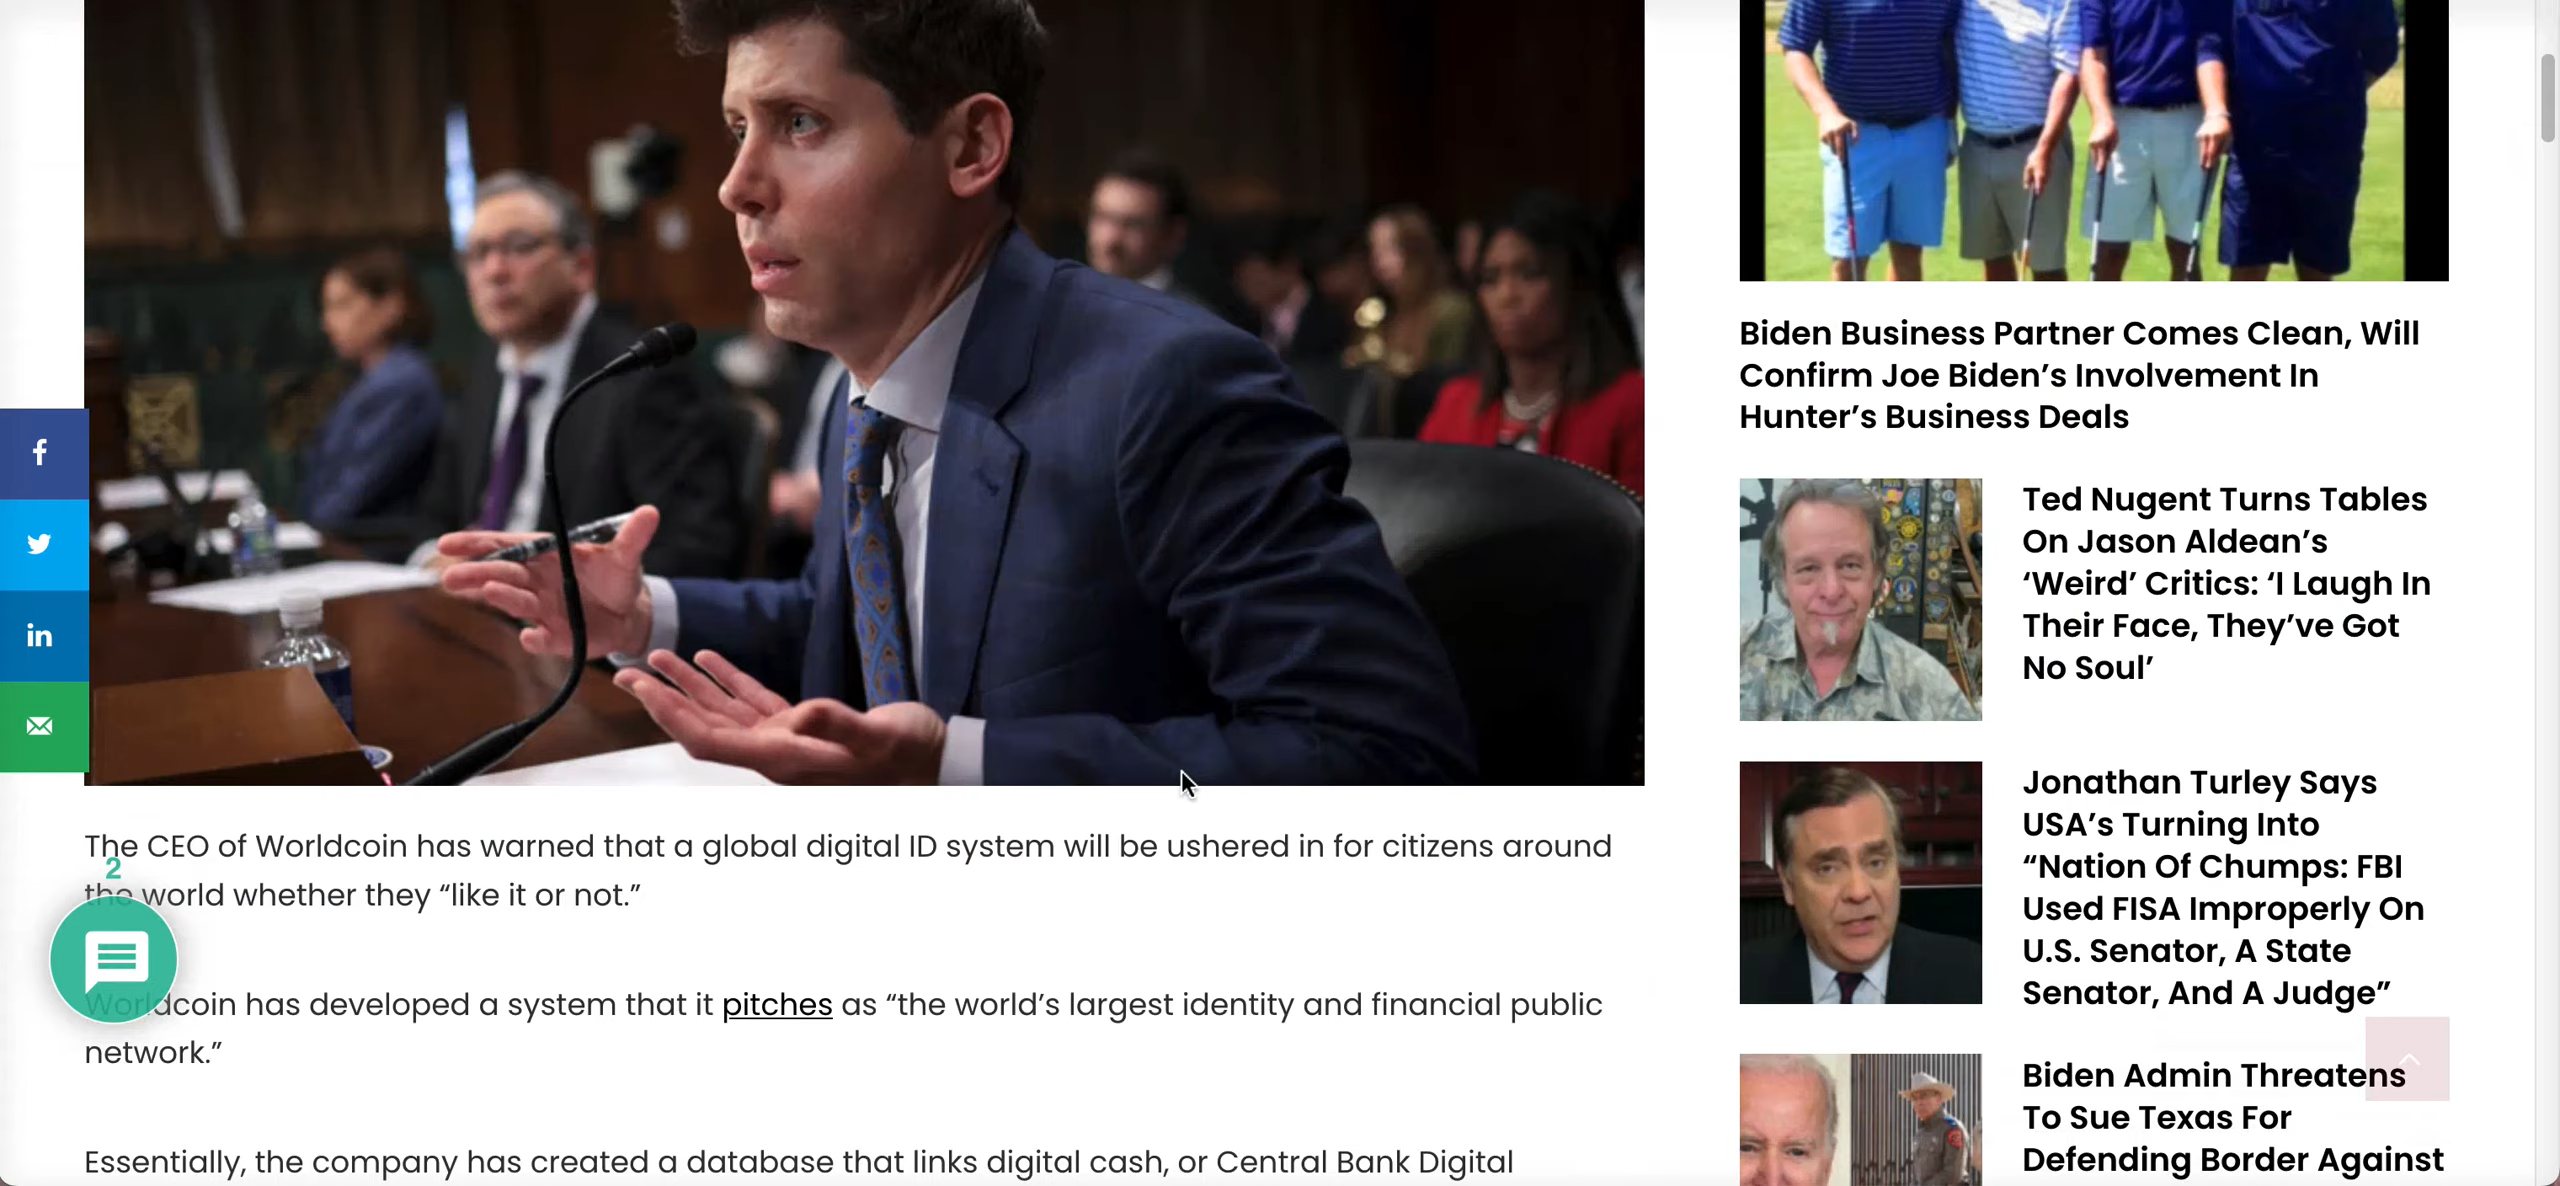 Biden Business Partner Comes Clean, Will
Confirm Joe Biden’s Involvement In
Hunter’s Business Deals
Ted Nugent Turns Tables
On Jason Aldean’s
‘Weird’ Critics: ‘I Laugh In
Their Face, They’ve Got
No Soul’
Jonathan Turley Says
USA’s Turning Into
“Nation Of Chumps: FBI
Used FISA Improperly On
U.S. Senator, A State
Senator, And A Judge”
Biden Admin Threatens
To Sue Texas For
Defending Border Against
f
in
The CEO of Worldcoin has warned that a global digital ID system will be ushered in for citizens around
2
the world whether they “like it or not.”
Worldcoin has developed a system that it pitches as “the world’s largest identity and financial public
network.”
Essentially, the company has created a database that links digital cash, or Central Bank Digital